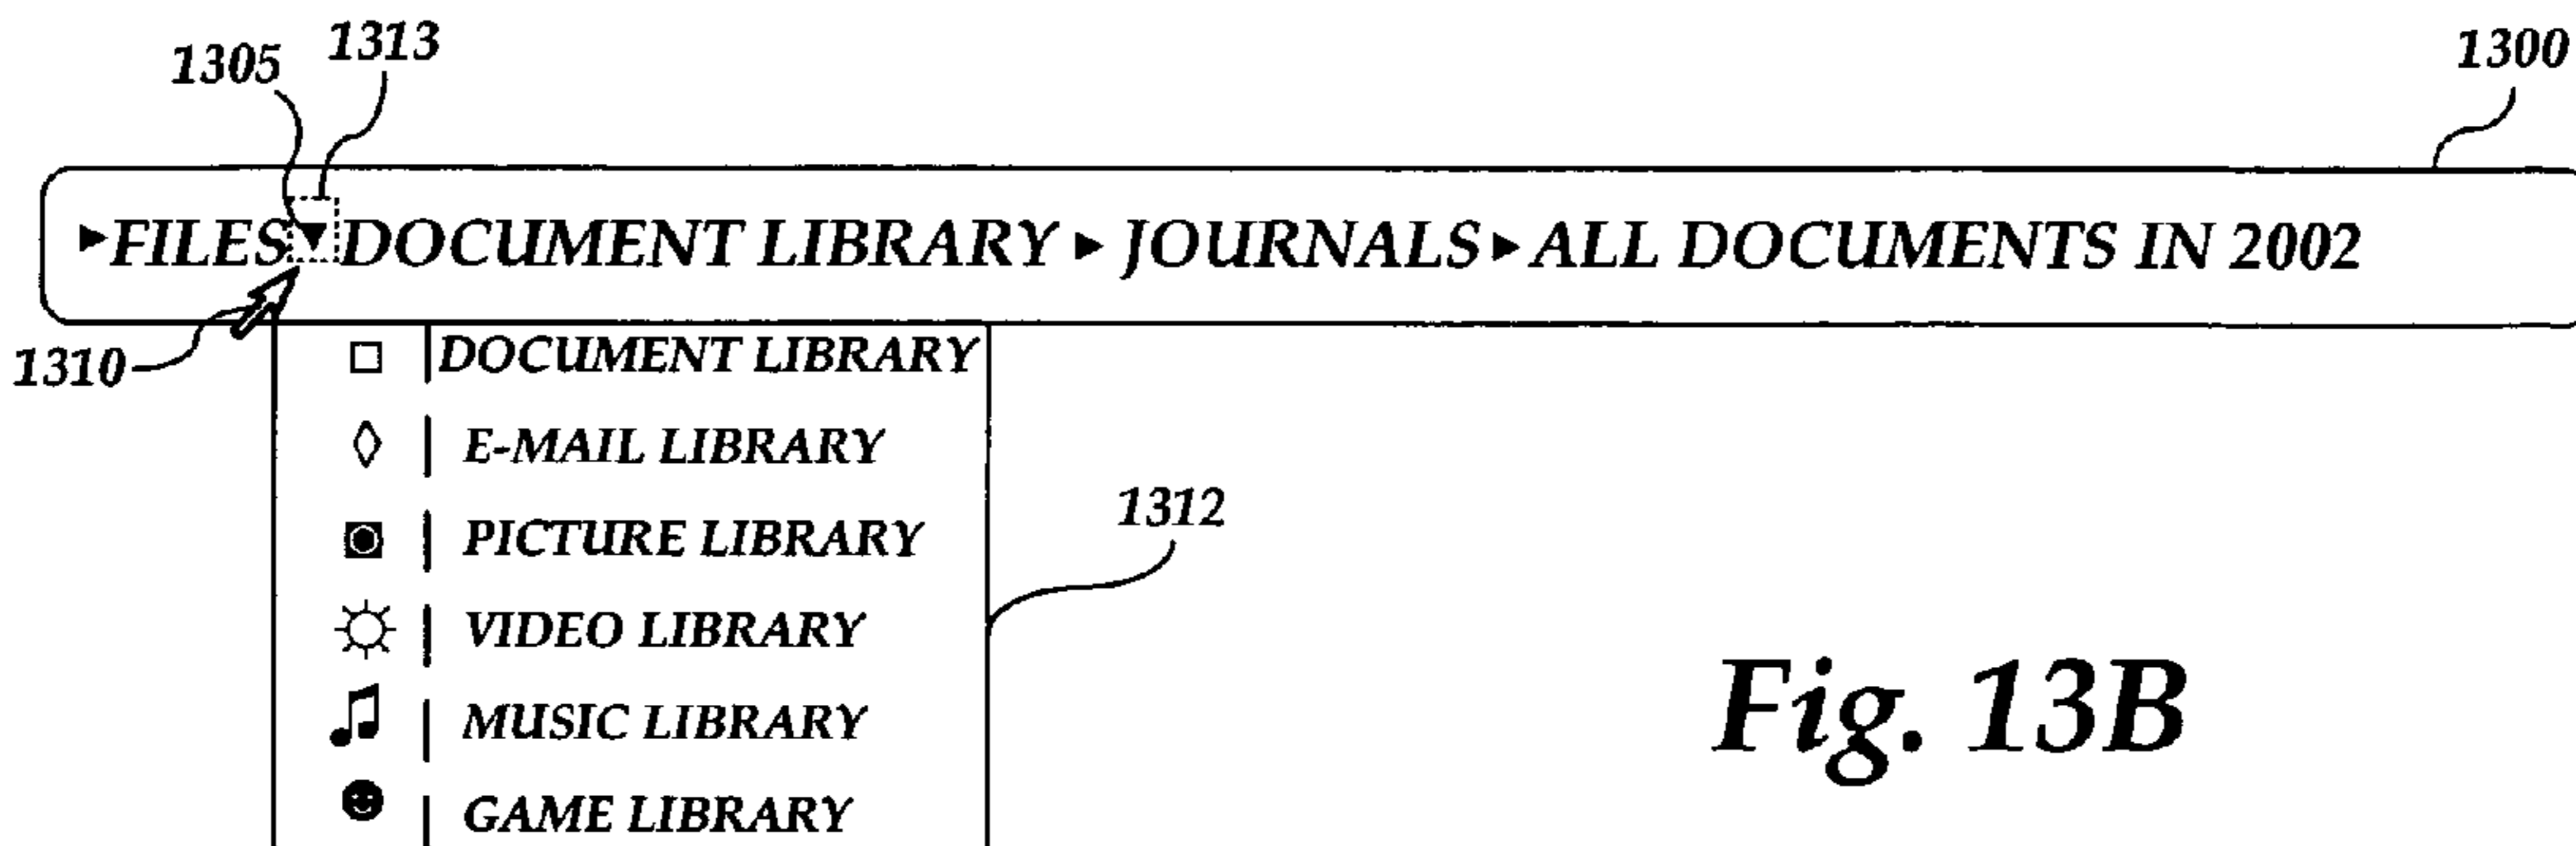 1305 1313 1300
▸FILES ▾ DOCUMENT LIBRARY ▸ JOURNALS ▸ ALL DOCUMENTS IN 2002
1310
DOCUMENT LIBRARY
E-MAIL LIBRARY
1312
PICTURE LIBRARY
VIDEO LIBRARY
MUSIC LIBRARY
GAME LIBRARY
Fig. 13B